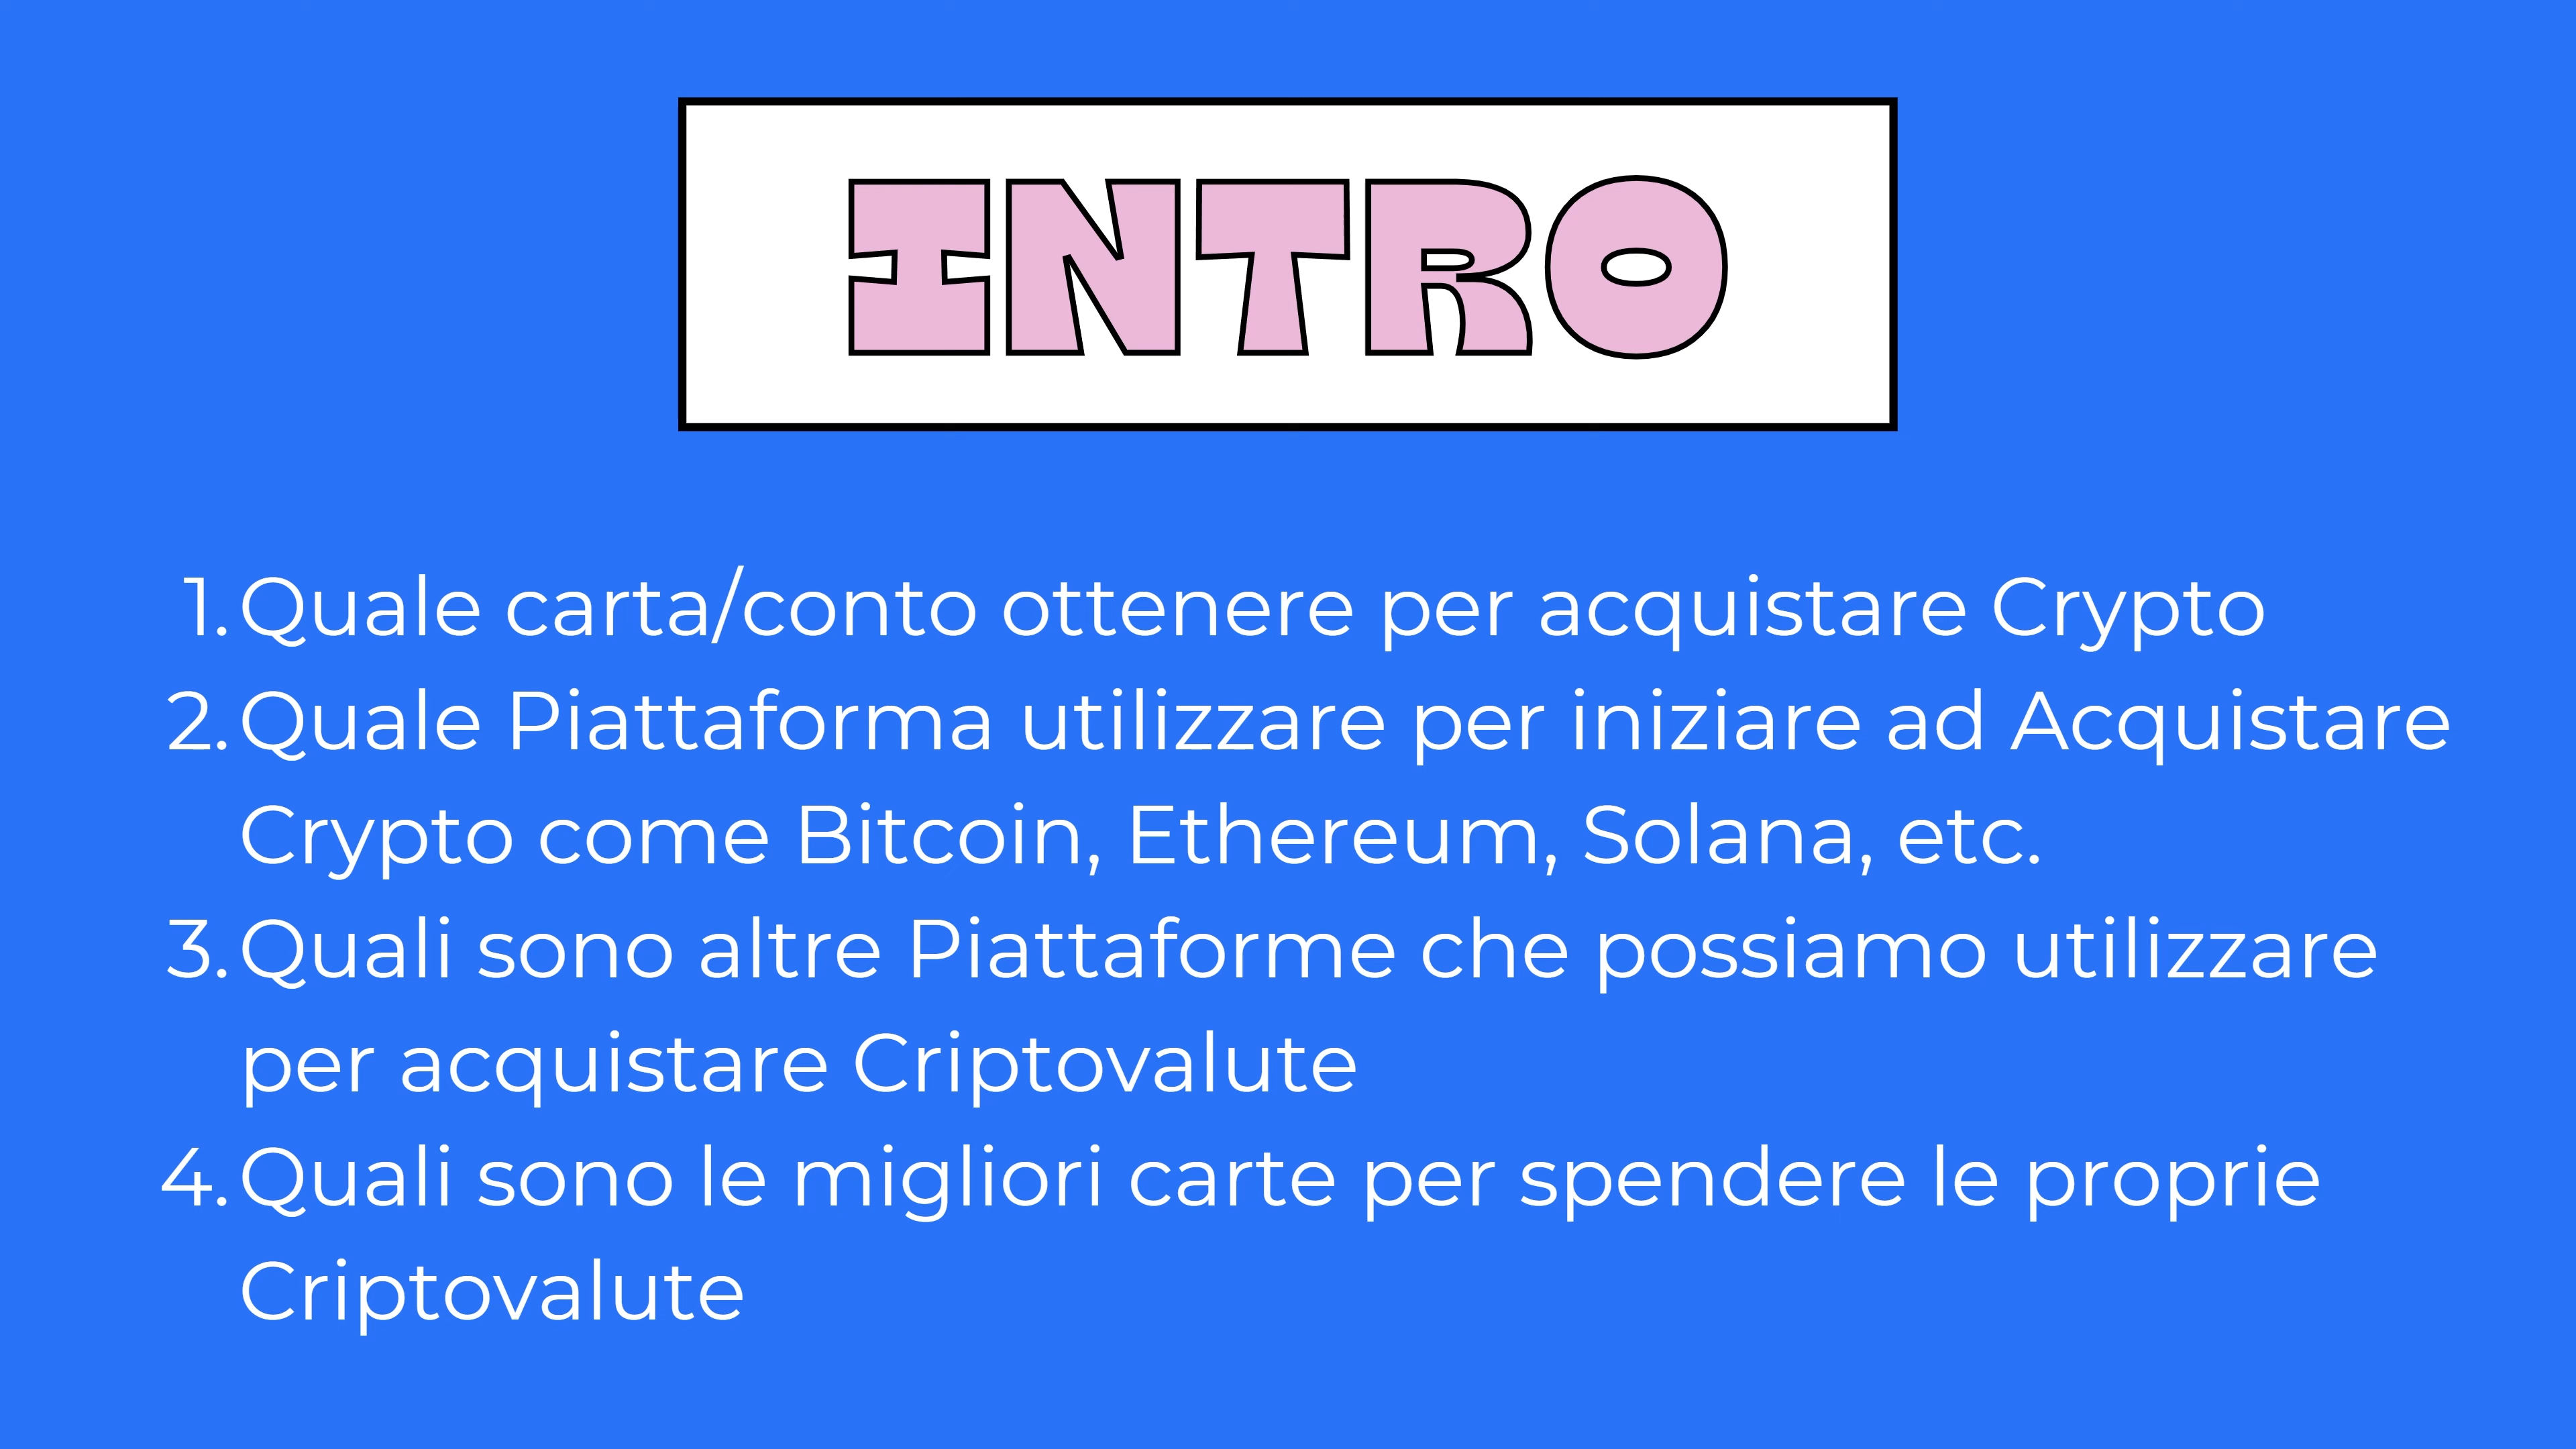 INTRO
1. Quale carta/conto ottenere per acquistare Crypto
2. Quale Piattaforma utilizzare per iniziare ad Acquistare
Crypto come Bitcoin, Ethereum, Solana, etc.
3. Quali sono altre Piattaforme che possiamo utilizzare
per acquistare Criptovalute
4. Quali sono le migliori carte per spendere le proprie
Criptovalute